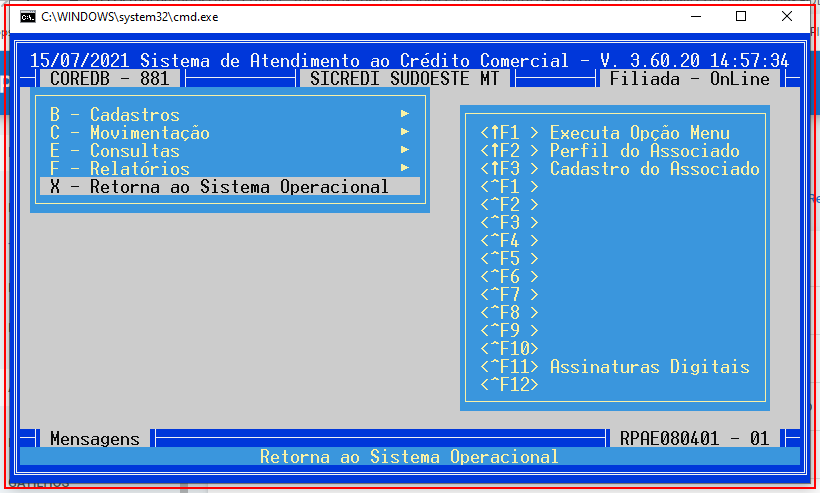 C:\WINDOWS\system32\cmd.exe
15/07/2021 Sistema de Atendimento ao Crédito Comercial - V. 3.60.20 14:57:34
COREDB - 881 SICREDI SUDOESTE MT Filiada - OnLine
B - Cadastros ►
C - Movimentação ►
E - Consultas ►
F - Relatórios ►
X - Retorna ao Sistema Operacional
<↑F1 > Executa Opção Menu
<↑F2 > Perfil do Associado
<↑F3 > Cadastro do Associado
<^F1 >
<^F2 >
<^F3 >
<^F4 >
<^F5 >
<^F6 >
<^F7 >
<^F8 >
<^F9 >
<^F10>
<^F11> Assinaturas Digitais
<^F12>
Mensagens RPAE080401 - 01
Retorna ao Sistema Operacional